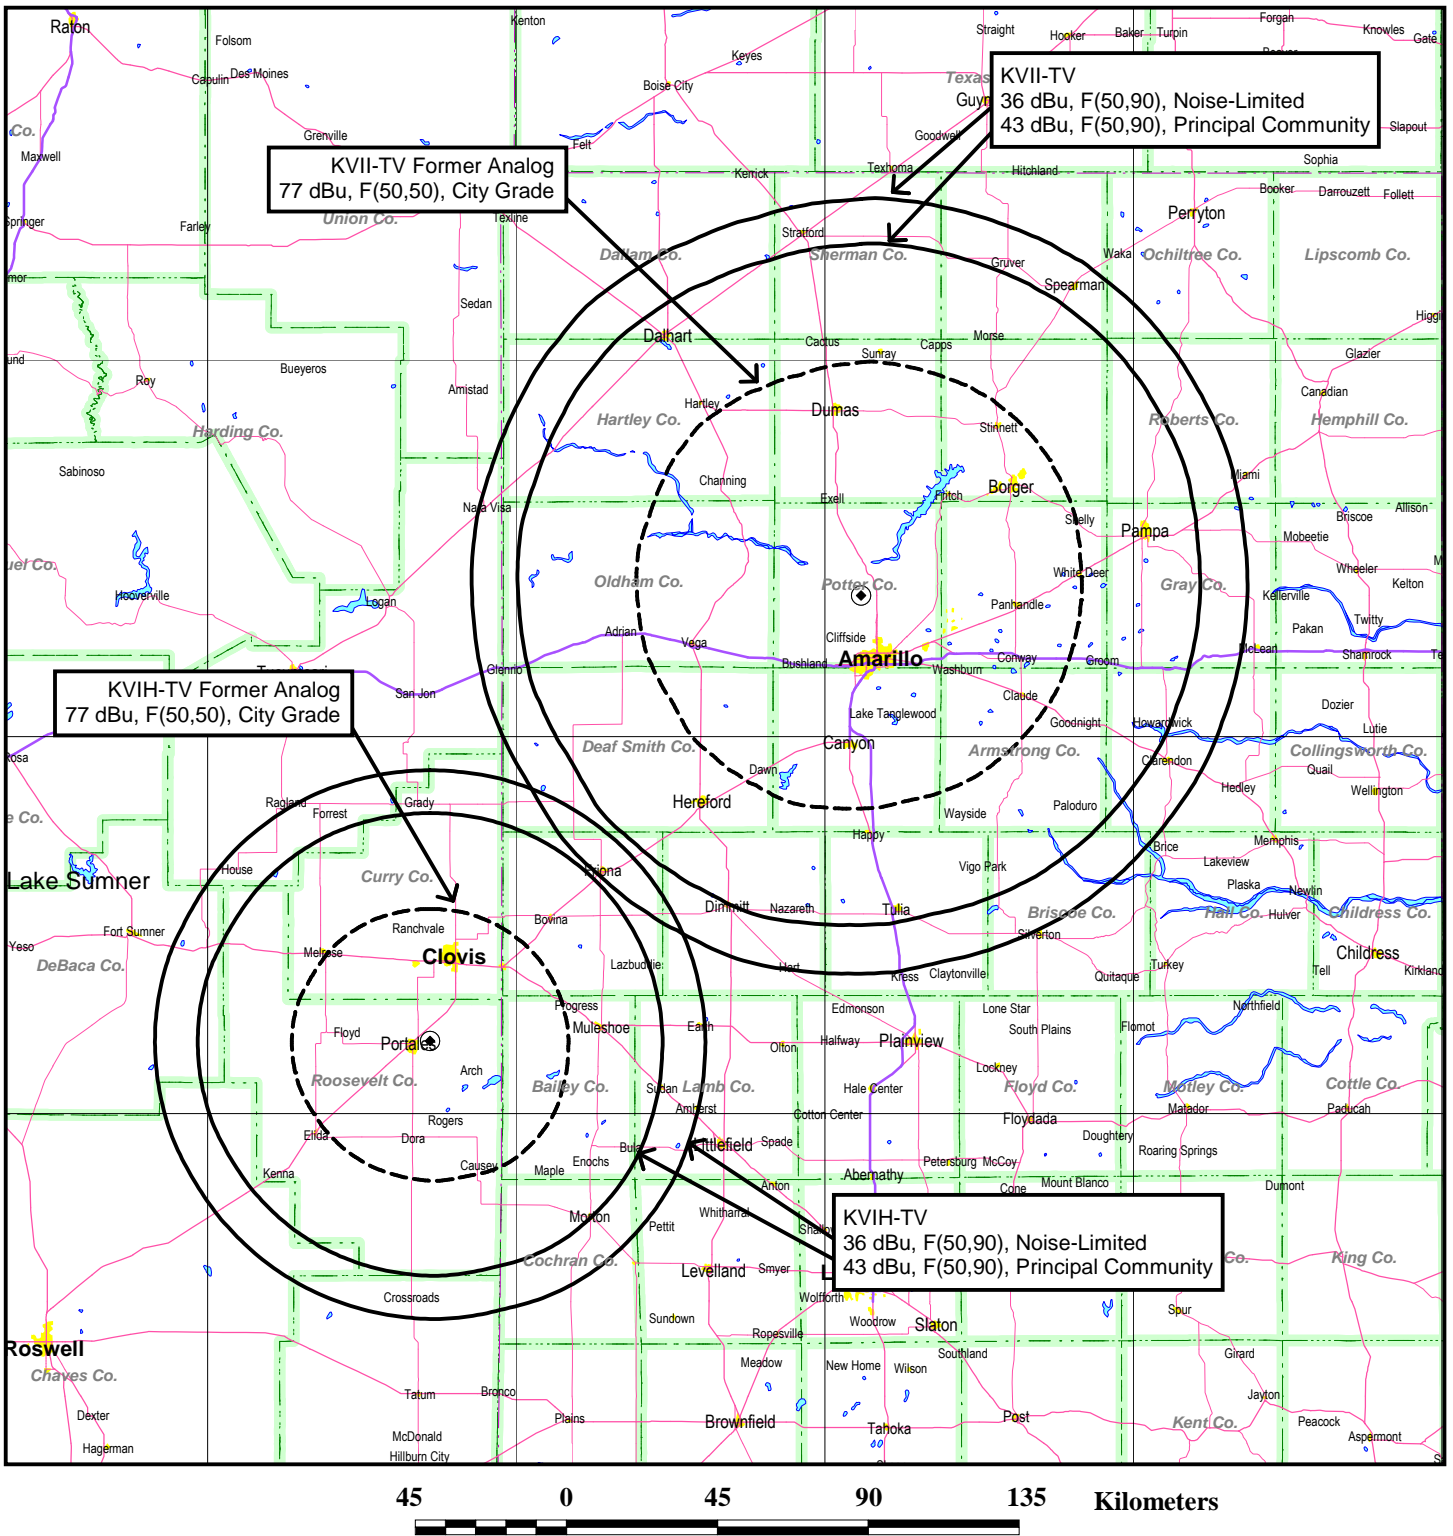 Raton
Kenton
Folsom
Capulin
Des Moines
Keyes
Boise City
Straight
Hooker
Baker
Turpin
Forgan
Knowles
Gate
KVII-TV
36 dBu, F(50,90), Noise-Limited
43 dBu, F(50,90), Principal Community
Texas
Guym
Goodwell
Slapout
Co.
Maxwell
Grenville
Felt
KVII-TV Former Analog
77 dBu, F(50,50), City Grade
Kerrick
Texhoma
Hitchland
Sophia
Booker
Darrouzett
Follett
Springer
Farley
Union Co.
Texline
Stratford
Perryton
Dallam Co.
Sherman Co.
Gruver
Waka
Ochiltree Co.
Lipscomb Co.
mor
Sedan
Spearman
Higgi
Dalhart
Cactus
Sunray
Capps
Morse
Glazier
und
Roy
Bueyeros
Amistad
Hartley
Dumas
Canadian
Harding Co.
Hartley Co.
Stinnett
Roberts Co.
Hemphill Co.
Sabinoso
Channing
Borger
Miami
Nara Visa
Exell
Fritch
Skelly
Pampa
Briscoe
Allison
Mobeetie
uel Co.
Hooverville
Logan
Oldham Co.
Potter Co.
White Deer
Gray Co.
Wheeler
Kelton
Panhandle
Kellerville
Twitty
Pakan
Adrian
Vega
Cliffside
Amarillo
Bushland
Washburn
Conway
Groom
McLean
Shamrock
Te
Glenrio
San Jon
KVIH-TV Former Analog
77 dBu, F(50,50), City Grade
Claude
Lake Tanglewood
Goodnight
Howardwick
Dozier
Lutie
Rosa
Deaf Smith Co.
Canyon
Armstrong Co.
Clarendon
Collingsworth Co.
Dawn
Quail
Hedley
Wellington
Ragland
Forrest
Grady
Hereford
Wayside
Paloduro
e Co.
Happy
Brice
Memphis
Lake Sumner
House
Curry Co.
Friona
Vigo Park
Lakeview
Plaska
Newlin
Dimmitt
Nazareth
Tulia
Briscoe Co.
Hall Co.
Hulver
Childress Co.
Yeso
Fort Sumner
DeBaca Co.
Ranchvale
Melrose
Clovis
Bovina
Lazbuddie
Hart
Silverton
Kress
Claytonville
Quitaque
Turkey
Tell
Childress
Kirkland
Progress
Muleshoe
Earth
Edmonson
Lone Star
South Plains
Flomot
Northfield
Floyd
Portales
Olton
Halfway
Plainview
Lockney
Roosevelt Co.
Arch
Bailey Co.
Sudan
Lamb Co.
Hale Center
Floyd Co.
Motley Co.
Cottle Co.
Rogers
Amherst
Cotton Center
Floydada
Matador
Paducah
Elida
Dora
Bula
Littlefield
Spade
Doughtery
Roaring Springs
Kenna
Causey
Maple
Enochs
Anton
Abernathy
Petersburg
McCoy
Cone
Mount Blanco
Dumont
Morton
Pettit
Whitharral
Shallo
KVIH-TV
36 dBu, F(50,90), Noise-Limited
43 dBu, F(50,90), Principal Community
Cochran Co.
Levelland
Smyer
Co.
King Co.
Crossroads
Wolfforth
Sundown
Woodrow
Slaton
Spur
Roswell
Ropesville
Chaves Co.
Meadow
New Home
Wilson
Southland
Girard
Tatum
Bronco
Jayton
Dexter
Plains
Brownfield
Tahoka
Post
Kent Co.
Peacock
Aspermont
Hagerman
McDonald
Hillburn City
45 0 45 90 135 Kilometers